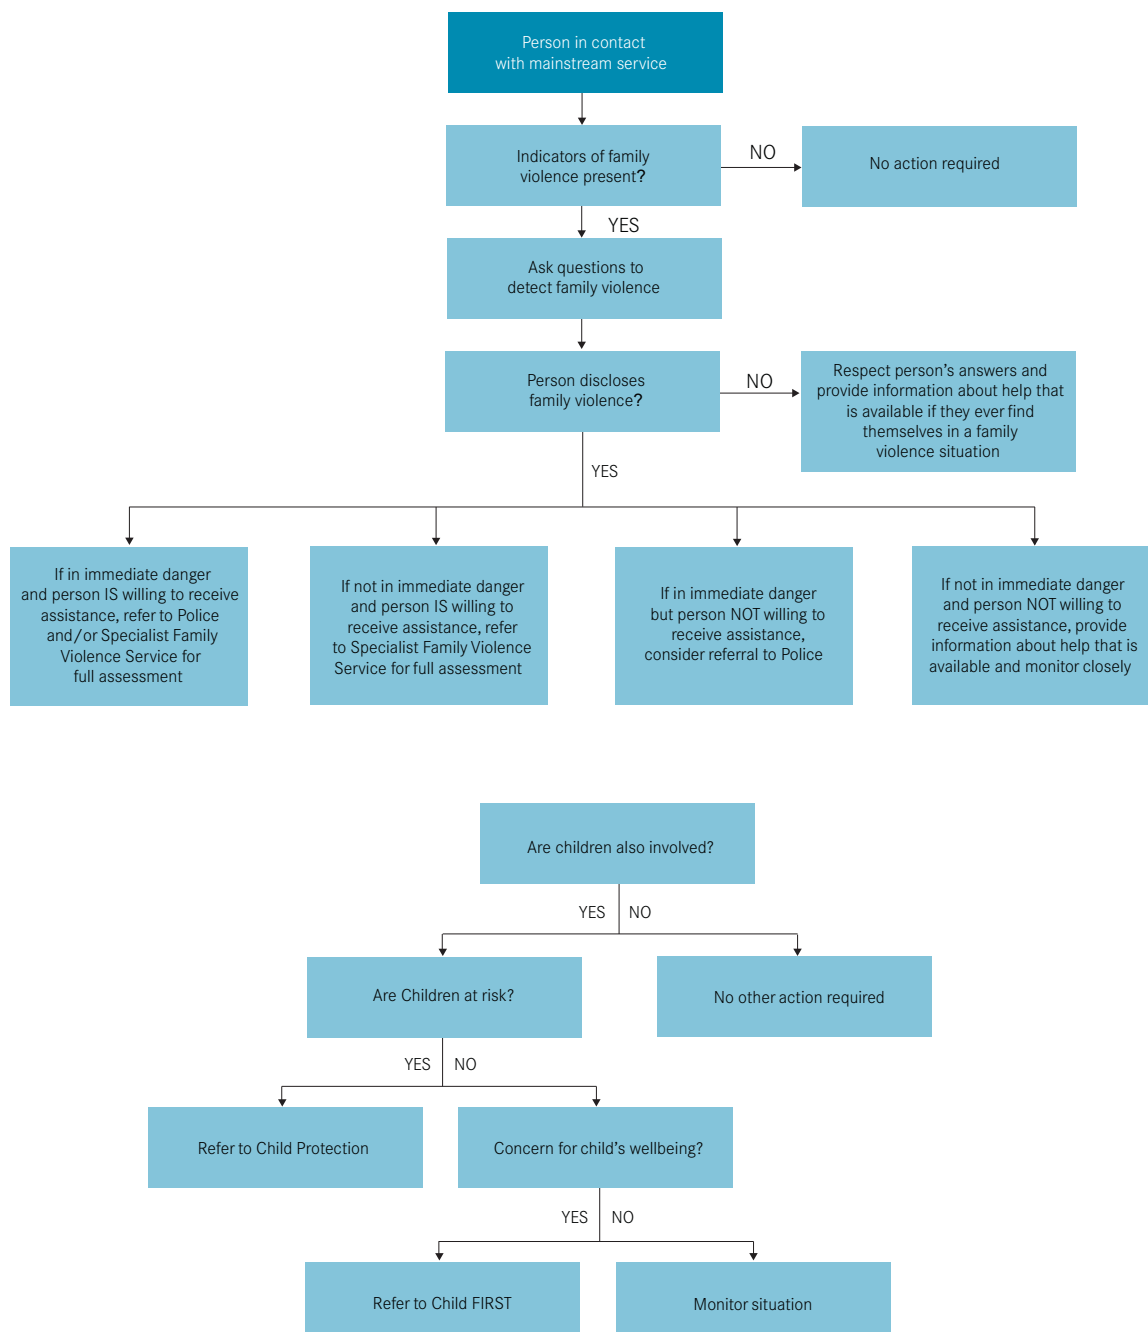 Person in contact
with mainstream service
Indicators of family
violence present?
NO
No action required
YES
Ask questions to
detect family violence
Person discloses
family violence?
NO
Respect person's answers and
provide information about help that
is available if they ever find
themselves in a family
violence situation
YES
If in immediate danger
and person IS willing to receive
assistance, refer to Police
and/or Specialist Family
Violence Service for
full assessment
If not in immediate danger
and person IS willing to
receive assistance, refer
to Specialist Family Violence
Service for full assessment
If in immediate danger
but person NOT willing to
receive assistance,
consider referral to Police
If not in immediate danger
and person NOT willing to
receive assistance, provide
information about help that is
available and monitor closely
Are children also involved?
YES
NO
Are Children at risk?
No other action required
YES
NO
Refer to Child Protection
Concern for child's wellbeing?
YES
NO
Refer to Child FIRST
Monitor situation